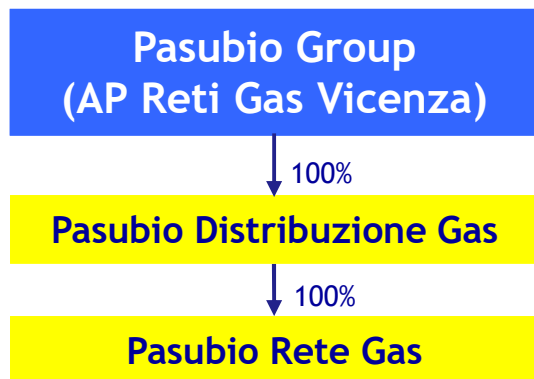 Pasubio Group
(AP Reti Gas Vicenza)
100%
Pasubio Distribuzione Gas
100%
Pasubio Rete Gas